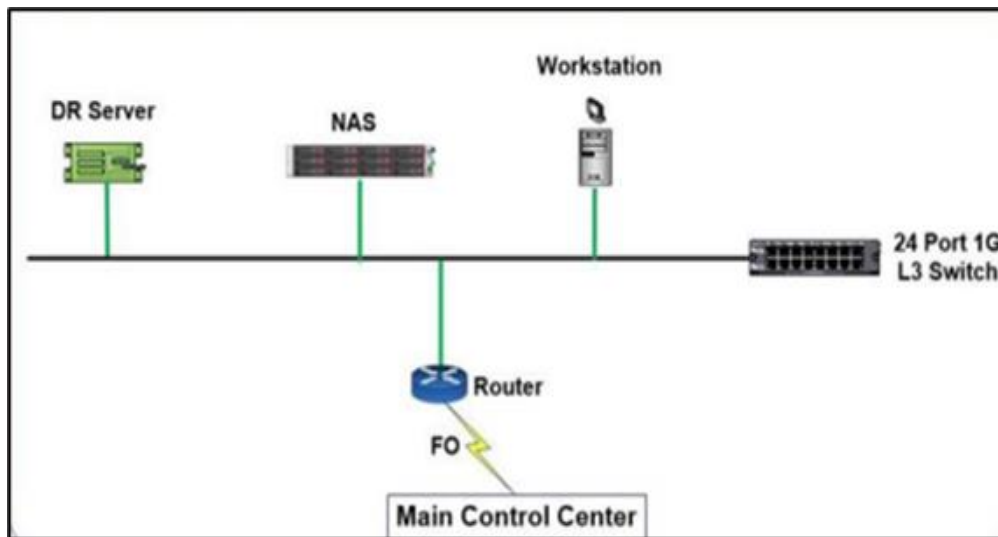 Workstation
DR Server
NAS
24 Port 1G
L3 Switch
Router
FO
Main Control Center